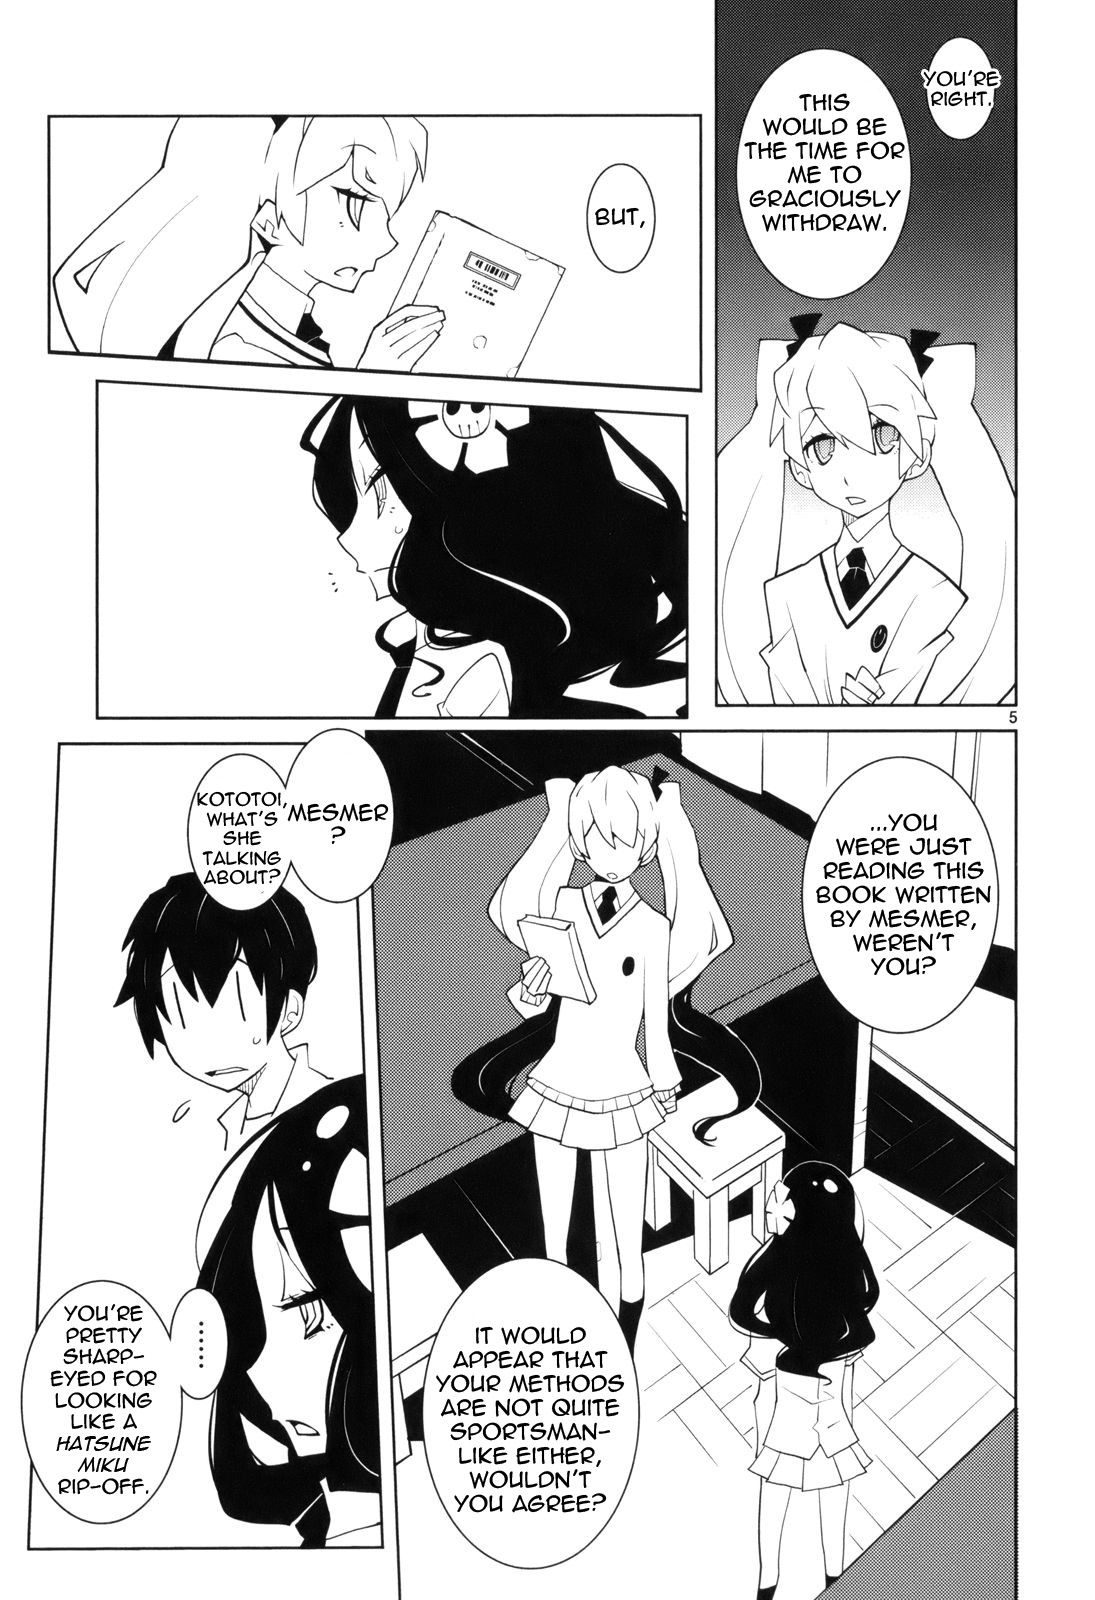 YOU'RE
RIGHT.
THIS
WOULD BE
THE TIME FOR
ME TO
GRACIOUSLY
WITHDRAW.
BUT,
5
...YOU
WERE JUST
READING THIS
BOOK WRITTEN
BY MESMER,
WEREN'T
YOU?
IT WOULD
APPEAR THAT
YOUR METHODS
ARE NOT QUITE
SPORTSMAN-
LIKE EITHER,
WOULDN'T
YOU AGREE?
MESMER
?
KOTOTOI,
WHAT'S
SHE
TALKING
ABOUT?
......
YOU'RE
PRETTY
SHARP-
EYED FOR
LOOKING
LIKE A
HATSUNE
MIKU
RIP-OFF.